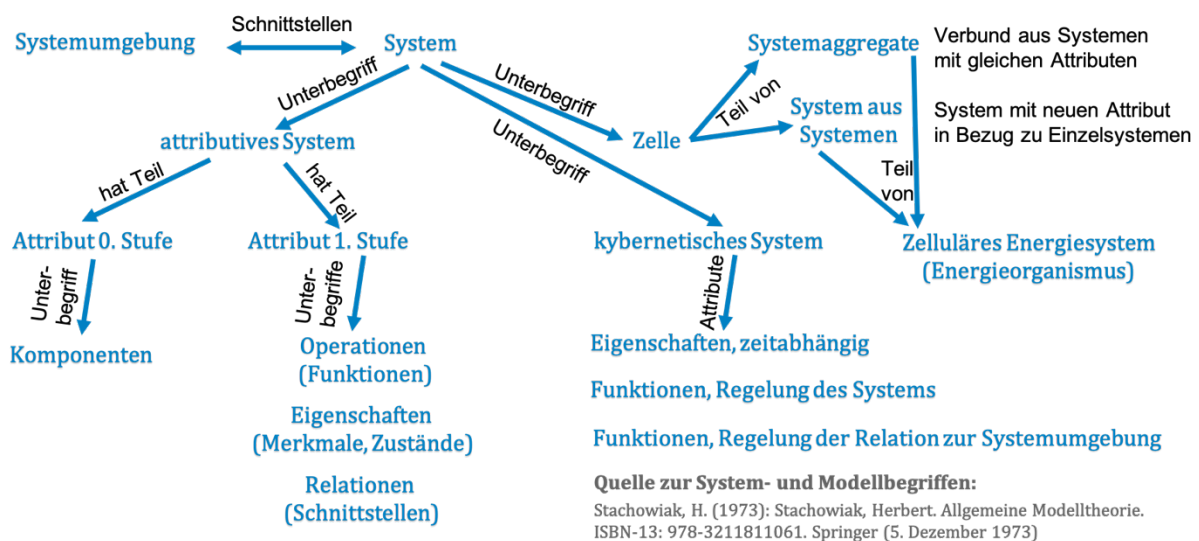 Systemumgebung
Schnittstellen
System
Systemaggregate
Verbund aus Systemen
mit gleichen Attributen
Unterbegriff
Unterbegriff
Unterbegriff
Teil von
System aus
Systemen
System mit neuen Attribut
in Bezug zu Einzelsystemen
attributives System
Zelle
Teil
von
hat Teil
hat Teil
Attribut 0. Stufe
Attribut 1. Stufe
kybernetisches System
Zelluläres Energiesystem
(Energieorganismus)
Unter-
begriff
Unter-
begriffe
Attribute
Komponenten
Operationen
(Funktionen)
Eigenschaften, zeitabhängig
Funktionen, Regelung des Systems
Eigenschaften
(Merkmale, Zustände)
Funktionen, Regelung der Relation zur Systemumgebung
Relationen
(Schnittstellen)
Quelle zur System- und Modellbegriffen:
Stachowiak, H. (1973): Stachowiak, Herbert. Allgemeine Modelltheorie.
ISBN-13: 978-3211811061. Springer (5. Dezember 1973)